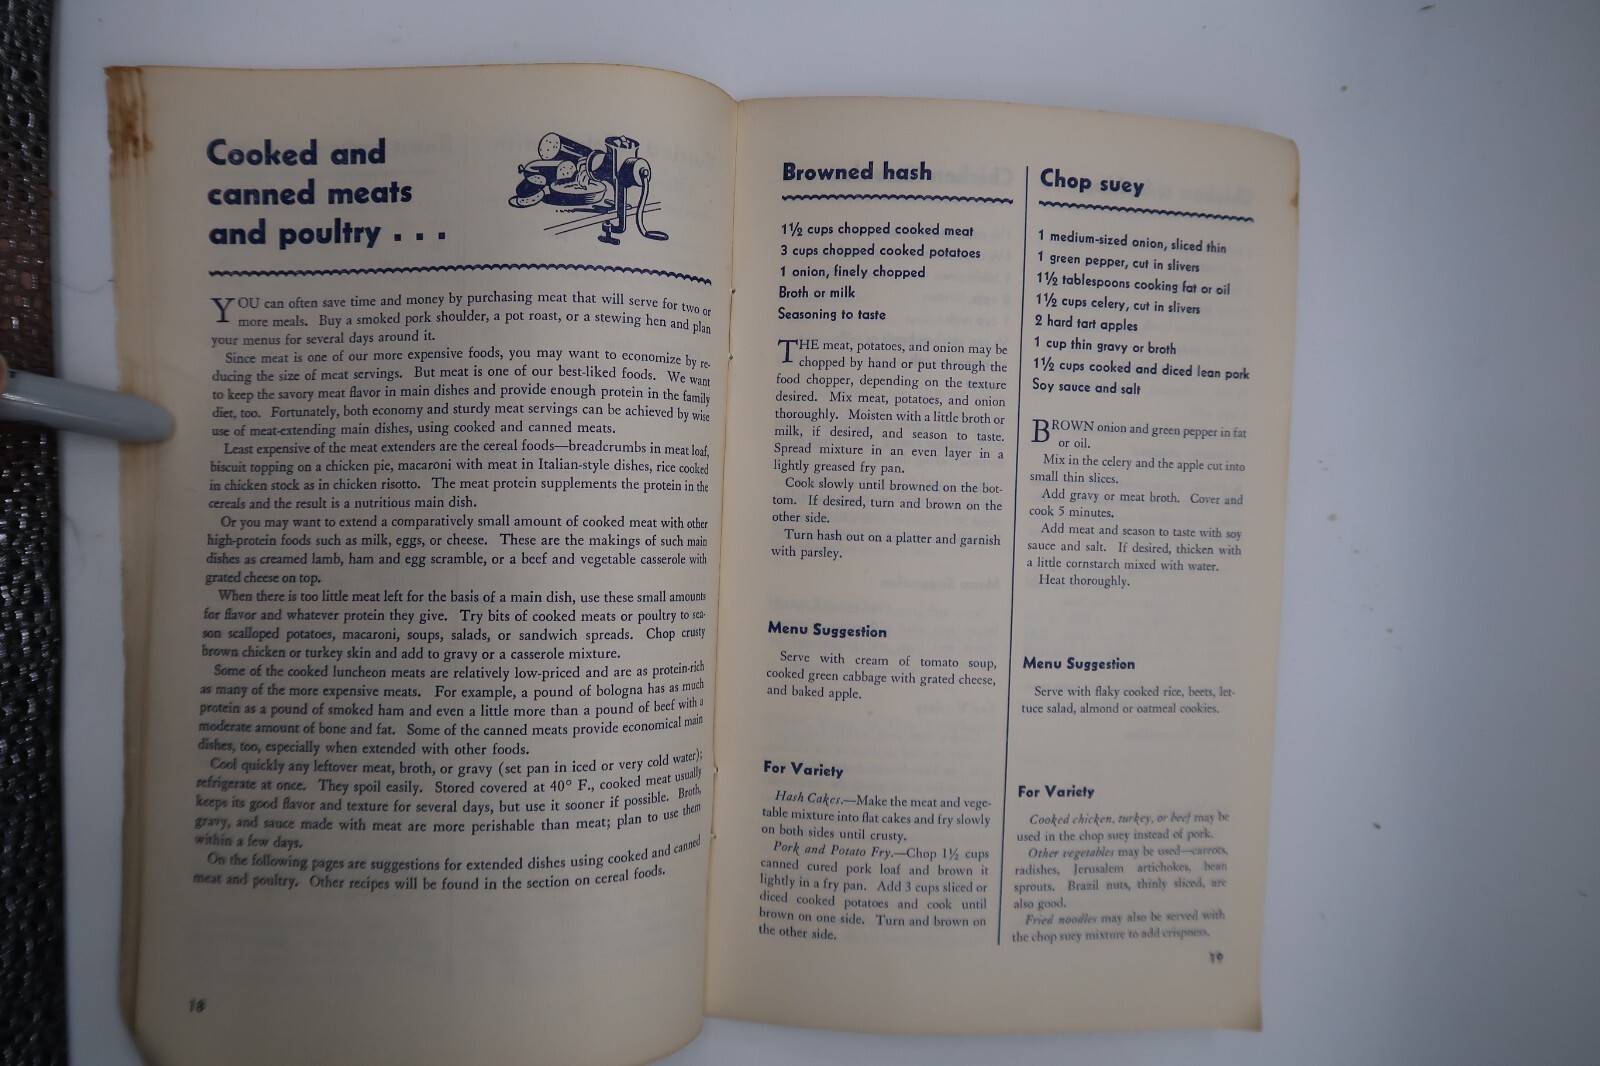 Cooked and
canned meats
and poultry . . .
YOU can often save time and money by purchasing meat that will serve for two or
more meals. Buy a smoked pork shoulder, a pot roast, or a stewing hen and plan
your menus for several days around it.
Since meat is one of our more expensive foods, you may want to economize by re-
ducing the size of meat servings. But meat is one of our best-liked foods. We want
to keep the savory meat flavor in main dishes and provide enough protein in the family
diet, too. Fortunately, both economy and sturdy meat servings can be achieved by wise
use of meat-extending main dishes, using cooked and canned meats.
Least expensive of the meat extenders are the cereal foods—breadcrumbs in meat loaf,
biscuit topping on a chicken pie, macaroni with meat in Italian-style dishes, rice cooked
in chicken stock as in chicken risotto. The meat protein supplements the protein in the
cereals and the result is a nutritious main dish.
Or you may want to extend a comparatively small amount of cooked meat with other
high-protein foods such as milk, eggs, or cheese. These are the makings of such main
dishes as creamed lamb, ham and egg scramble, or a beef and vegetable casserole with
grated cheese on top.
When there is too little meat left for the basis of a main dish, use these small amounts
for flavor and whatever protein they give. Try bits of cooked meats or poultry to sea-
son scalloped potatoes, macaroni, soups, salads, or sandwich spreads. Chop crusty
brown chicken or turkey skin and add to gravy or a casserole mixture.
Some of the cooked luncheon meats are relatively low-priced and are as protein-rich
as many of the more expensive meats. For example, a pound of bologna has as much
protein as a pound of smoked ham and even a little more than a pound of beef with a
moderate amount of bone and fat. Some of the canned meats provide economical main
dishes, too, especially when extended with other foods.
Cool quickly any leftover meat, broth, or gravy (set pan in iced or very cold water);
refrigerate at once. They spoil easily. Stored covered at 40° F., cooked meat usually
keeps its good flavor and texture for several days, but use it sooner if possible. Broth,
gravy, and sauce made with meat are more perishable than meat; plan to use them
within a few days.
On the following pages are suggestions for extended dishes using cooked and canned
meat and poultry. Other recipes will be found in the section on cereal foods.
18
Browned hash
1½ cups chopped cooked meat
3 cups chopped cooked potatoes
1 onion, finely chopped
Broth or milk
Seasoning to taste
THE meat, potatoes, and onion may be
chopped by hand or put through the
food chopper, depending on the texture
desired. Mix meat, potatoes, and onion
thoroughly. Moisten with a little broth or
milk, if desired, and season to taste.
Spread mixture in an even layer in a
lightly greased fry pan.
Cook slowly until browned on the bot-
tom. If desired, turn and brown on the
other side.
Turn hash out on a platter and garnish
with parsley.
Menu Suggestion
Serve with cream of tomato soup,
cooked green cabbage with grated cheese,
and baked apple.
For Variety
Hash Cakes.—Make the meat and vege-
table mixture into flat cakes and fry slowly
on both sides until crusty.
Pork and Potato Fry.—Chop 1½ cups
canned cured pork loaf and brown it
lightly in a fry pan. Add 3 cups sliced or
diced cooked potatoes and cook until
brown on one side. Turn and brown on
the other side.
Chop suey
1 medium-sized onion, sliced thin
1 green pepper, cut in slivers
1½ tablespoons cooking fat or oil
1½ cups celery, cut in slivers
2 hard tart apples
1 cup thin gravy or broth
1½ cups cooked and diced lean pork
Soy sauce and salt
BROWN onion and green pepper in fat
or oil.
Mix in the celery and the apple cut into
small thin slices.
Add gravy or meat broth. Cover and
cook 5 minutes.
Add meat and season to taste with soy
sauce and salt. If desired, thicken with
a little cornstarch mixed with water.
Heat thoroughly.
Menu Suggestion
Serve with flaky cooked rice, beets, let-
tuce salad, almond or oatmeal cookies.
For Variety
Cooked chicken, turkey, or beef may be
used in the chop suey instead of pork.
Other vegetables may be used—carrots,
radishes, Jerusalem artichokes, bean
sprouts. Brazil nuts, thinly sliced, are
also good.
Fried noodles may also be served with
the chop suey mixture to add crispness.
19